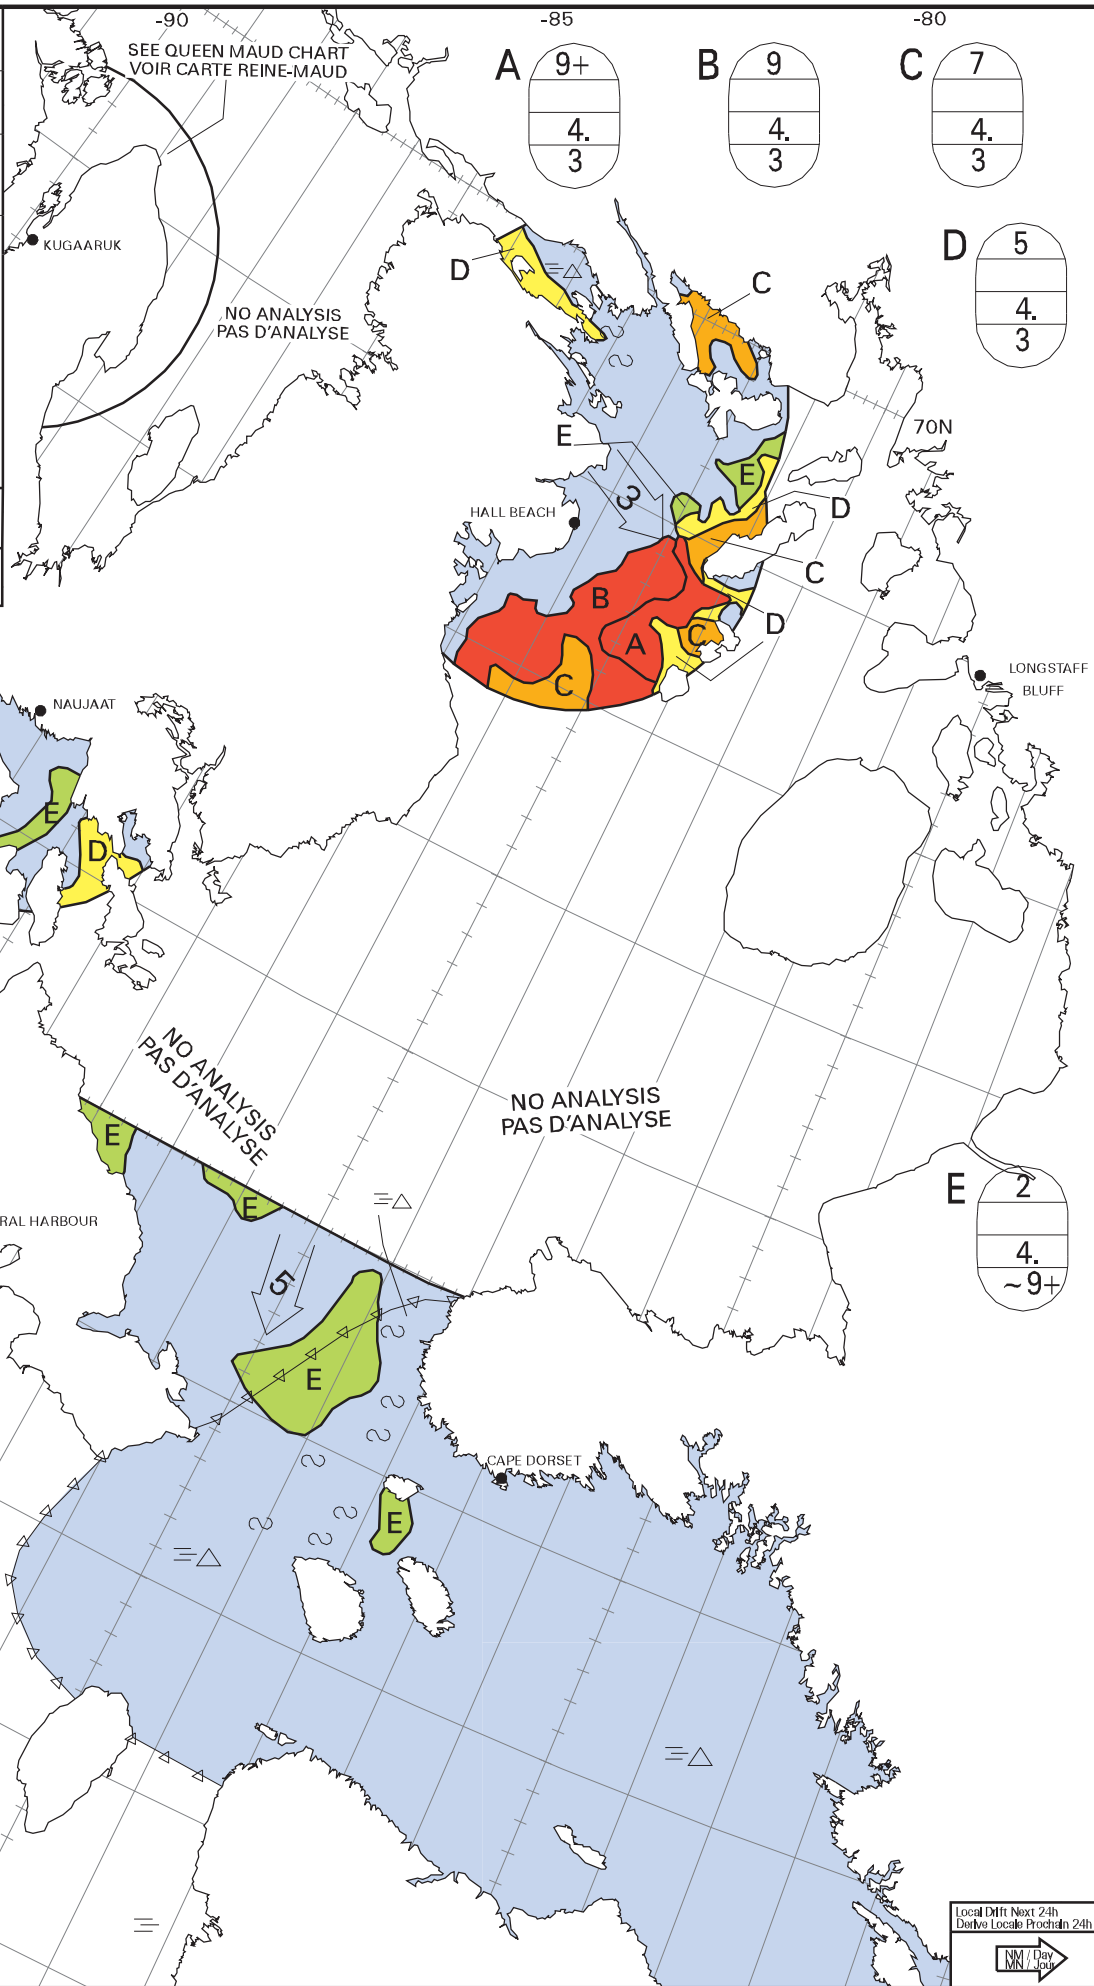 -90
-85
-80
SEE QUEEN MAUD CHART
VOIR CARTE REINE-MAUD
A
9+
4.
3
B
9
4.
3
C
7
4.
3
D
5
4.
3
KUGAARUK
NO ANALYSIS
PAS D'ANALYSE
D
C
70N
E
E
3
D
HALL BEACH
C
B
D
A
C
C
LONGSTAFF
BLUFF
NAUJAAT
E
D
NO ANALYSIS
PAS D'ANALYSE
NO ANALYSIS
PAS D'ANALYSE
E
E
E
2
4.
~9+
RAL HARBOUR
5
E
CAPE DORSET
E
Local Drift Next 24h
Derive Locale Prochain 24h
NM / Day
MN / Jour